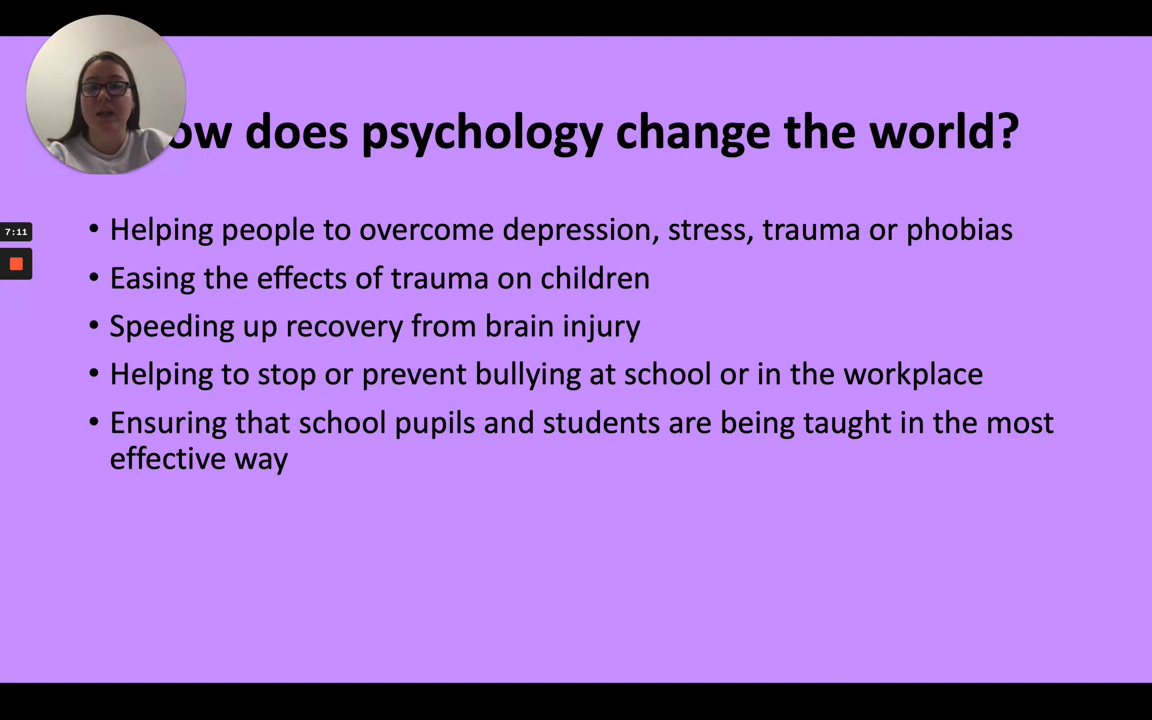 ow does psychology change the world?
• Helping people to overcome depression, stress, trauma or phobias
• Easing the effects of trauma on children
7:11
• Speeding up recovery from brain injury
• Helping to stop or prevent bullying at school or in the workplace
• Ensuring that school pupils and students are being taught in the most
effective way